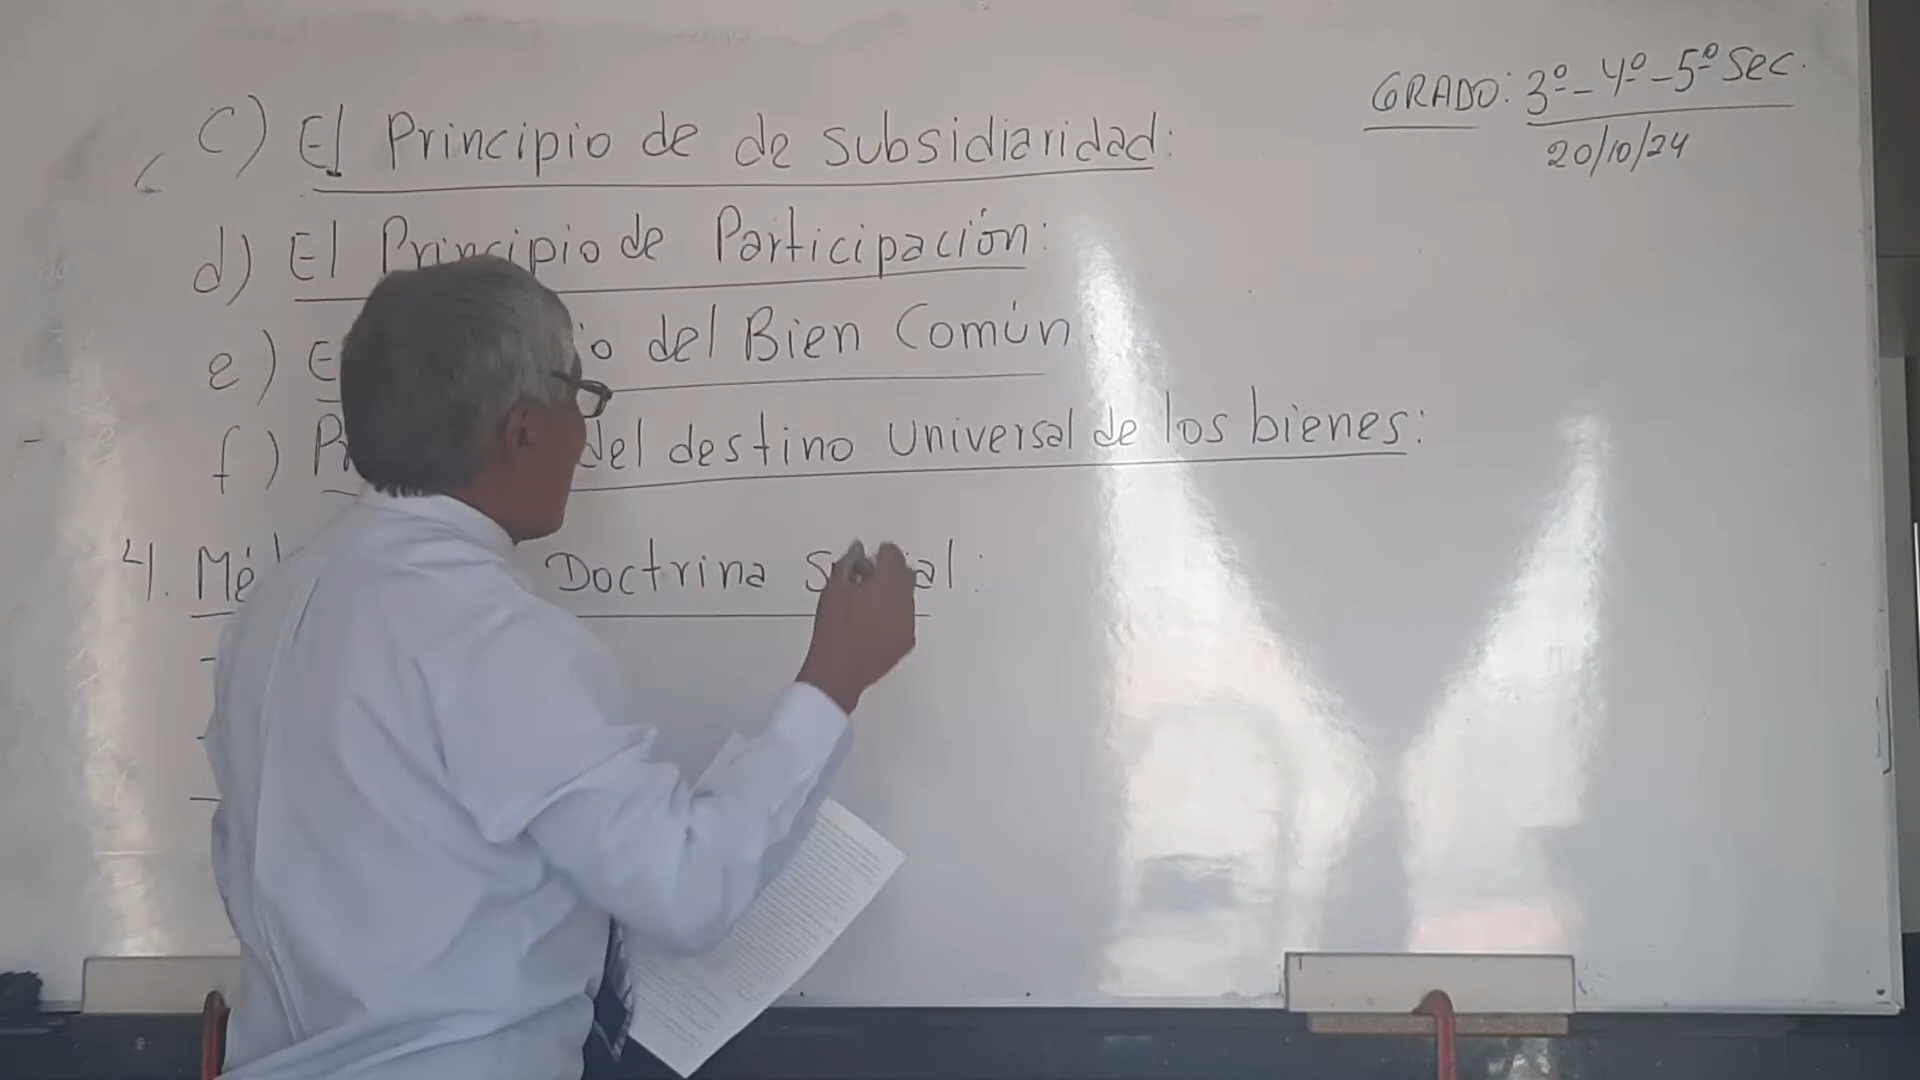 GRADO: 3º-4º-5º Sec.
20/10/24
c) El Principio de de subsidiaridad:
d) El Principio de Participación:
e) del Bien Común
f) del destino Universal de los bienes:
4. Doctrina